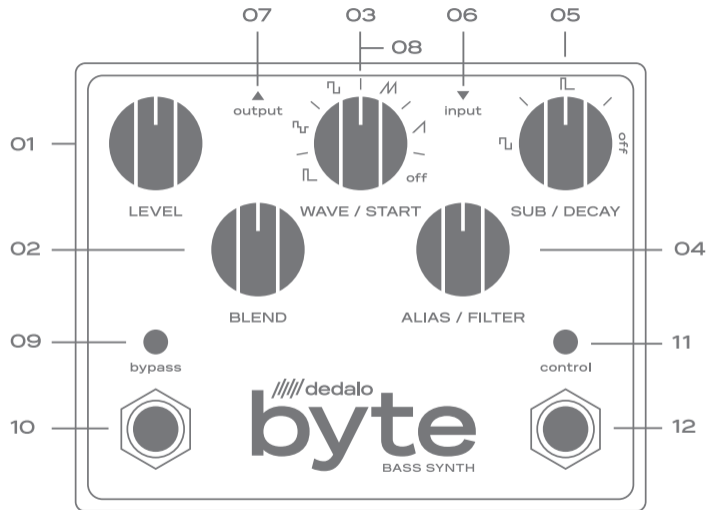 07 03 06 05
08
output input
off
off
01
LEVEL WAVE / START SUB / DECAY
02 04
BLEND ALIAS / FILTER
09 11
bypass control
dedalo
10 byte 12
BASS SYNTH